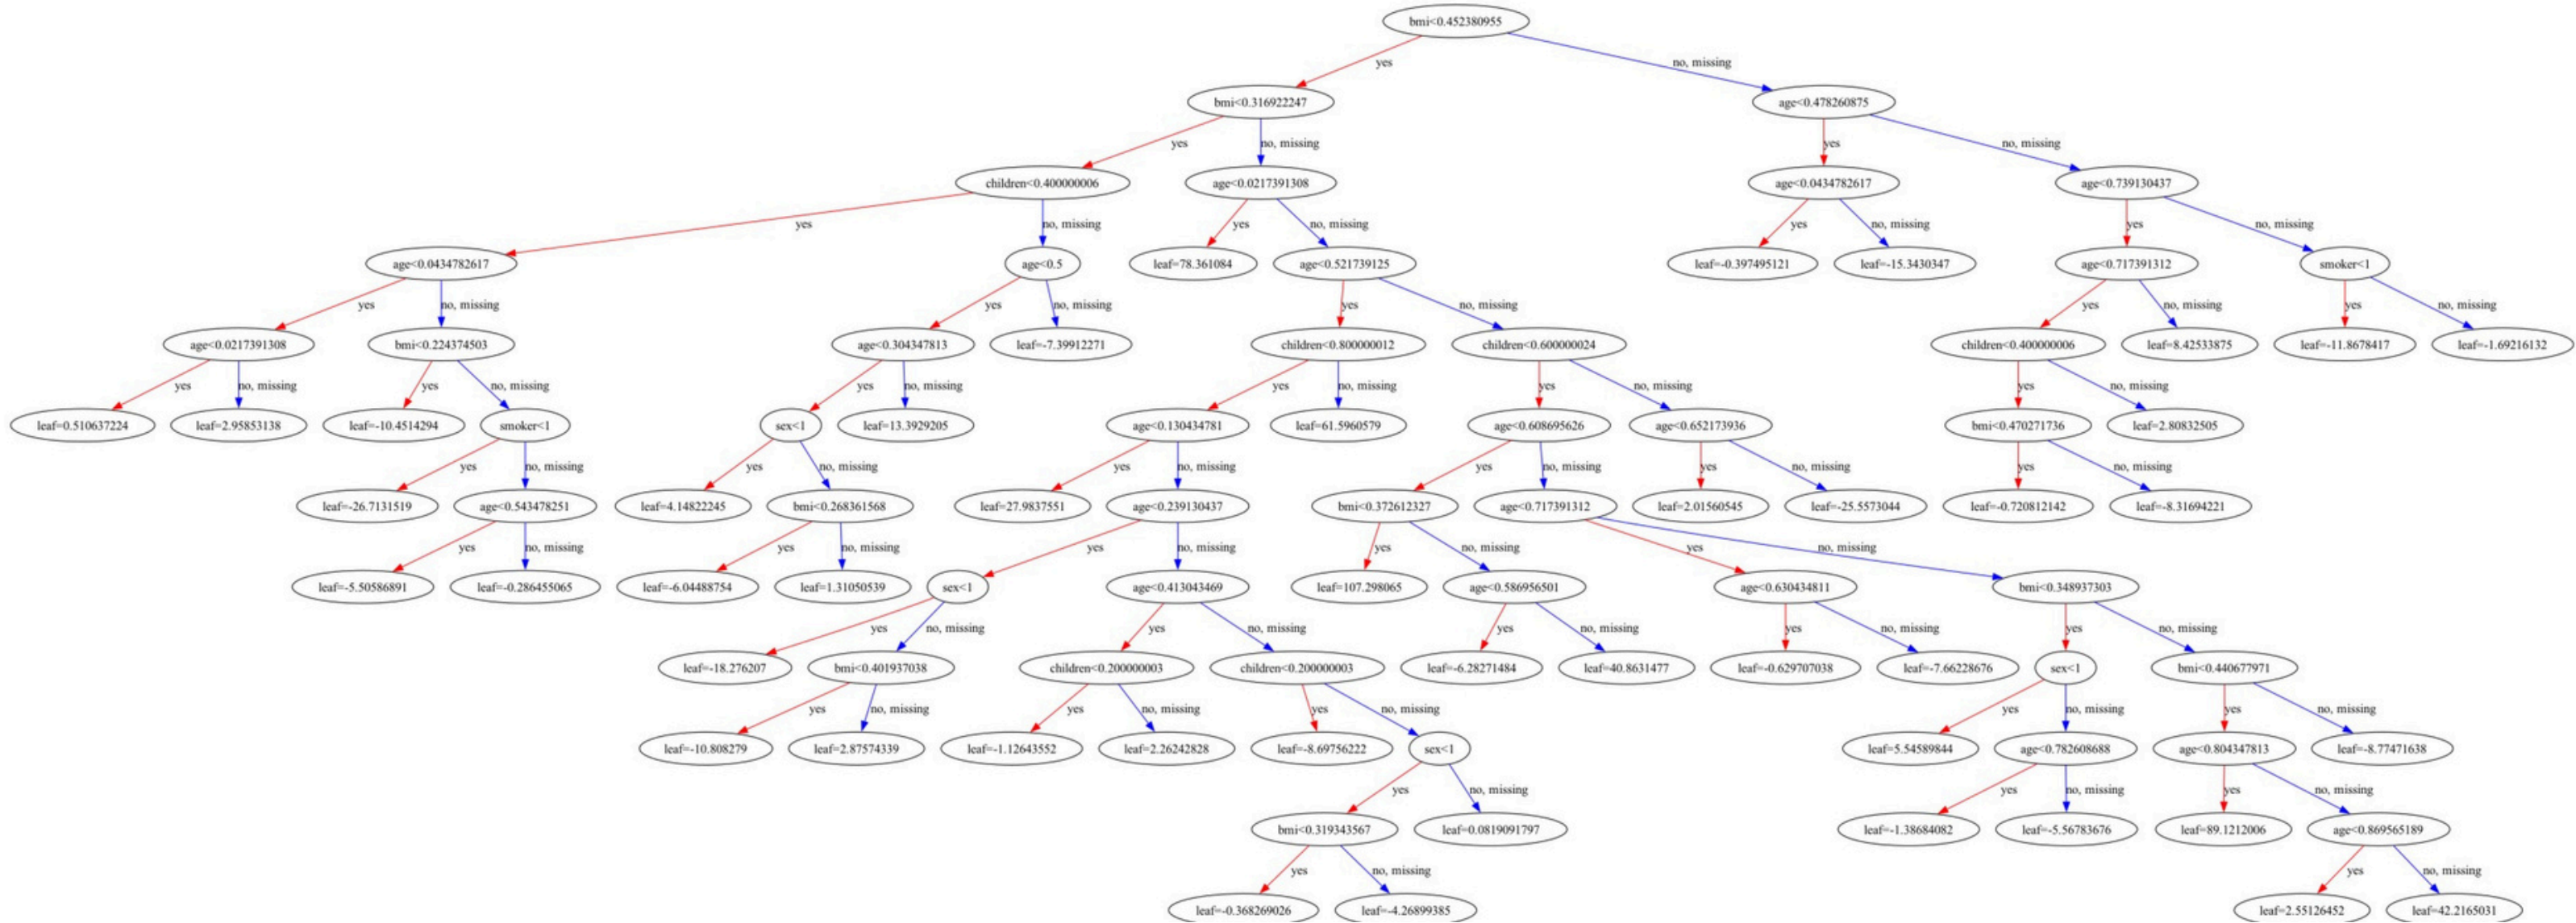 bmi<0.452380955
yes
no, missing
bmi<0.316922247
age<0.478260875
yes
no, missing
yes
no, missing
children<0.400000006
age<0.0217391308
age<0.0434782617
age<0.739130437
yes
no, missing
yes
no, missing
yes
no, missing
yes
no, missing
age<0.0434782617
age<0.5
leaf=78.361084
age<0.521739125
leaf=-0.397495121
leaf=-15.3430347
age<0.717391312
smoker<1
yes
no, missing
yes
no, missing
yes
no, missing
yes
no, missing
yes
no, missing
age<0.0217391308
bmi<0.224374503
age<0.304347813
leaf=-7.39912271
children<0.800000012
children<0.600000024
children<0.400000006
leaf=8.42533875
leaf=-11.8678417
leaf=-1.69216132
yes
no, missing
yes
no, missing
yes
no, missing
yes
no, missing
yes
no, missing
yes
no, missing
leaf=0.510637224
leaf=2.95853138
leaf=-10.4514294
smoker<1
sex<1
leaf=13.3929205
age<0.130434781
leaf=61.5960579
age<0.608695626
age<0.652173936
bmi<0.470271736
leaf=2.80832505
yes
no, missing
yes
no, missing
yes
no, missing
yes
no, missing
yes
no, missing
yes
no, missing
leaf=-26.7131519
age<0.543478251
leaf=4.14822245
bmi<0.268361568
leaf=27.9837551
age<0.239130437
bmi<0.372612327
age<0.717391312
leaf=2.01560545
leaf=-25.5573044
leaf=-0.720812142
leaf=-8.31694221
yes
no, missing
yes
no, missing
yes
no, missing
yes
no, missing
yes
no, missing
leaf=-5.50586891
leaf=-0.286455065
leaf=-6.04488754
leaf=1.31050539
sex<1
age<0.413043469
leaf=107.298065
age<0.586956501
age<0.630434811
bmi<0.348937303
yes
no, missing
yes
no, missing
yes
no, missing
yes
no, missing
yes
no, missing
leaf=-18.276207
bmi<0.401937038
children<0.200000003
children<0.200000003
leaf=-6.28271484
leaf=40.8631477
leaf=-0.629707038
leaf=-7.66228676
sex<1
bmi<0.440677971
yes
no, missing
yes
no, missing
yes
no, missing
yes
no, missing
yes
no, missing
leaf=-10.808279
leaf=2.87574339
leaf=-1.12643552
leaf=2.26242828
leaf=-8.69756222
sex<1
leaf=5.54589844
age<0.782608688
age<0.804347813
leaf=-8.77471638
yes
no, missing
yes
no, missing
yes
no, missing
bmi<0.319343567
leaf=0.0819091797
leaf=-1.38684082
leaf=-5.56783676
leaf=89.1212006
age<0.869565189
yes
no, missing
yes
no, missing
leaf=-0.368269026
leaf=-4.26899385
leaf=2.55126452
leaf=42.2165031